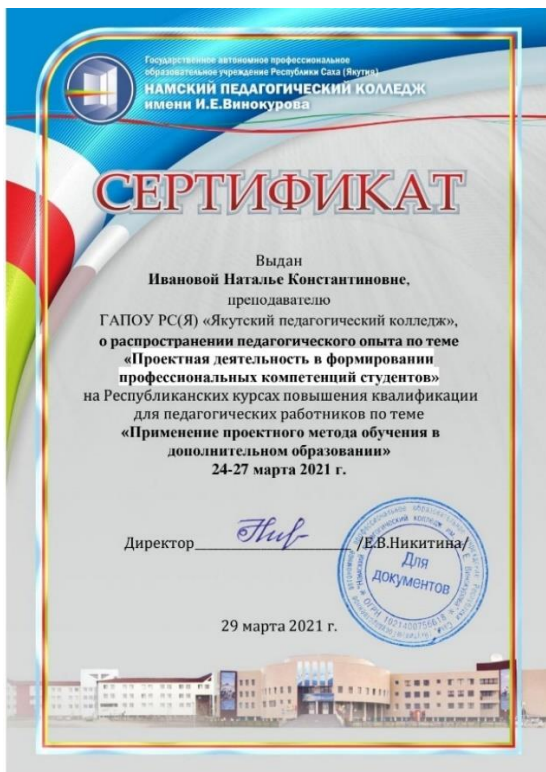 Государственное автономное профессиональное
образовательное учреждение Республики Саха (Якутия)
НАМСКИЙ ПЕДАГОГИЧЕСКИЙ КОЛЛЕДЖ
имени И.Е.Винокурова
СЕРТИФИКАТ
Выдан
Ивановой Наталье Константиновне,
преподавателю
ГАПОУ РС(Я) «Якутский педагогический колледж»,
о распространении педагогического опыта по теме
«Проектная деятельность в формировании
профессиональных компетенций студентов»
на Республиканских курсах повышения квалификации
для педагогических работников по теме
«Применение проектного метода обучения в
дополнительном образовании»
24-27 марта 2021 г.
Директор /Е.В.Никитина/
Для
документов
ОГРН 1021400755618
29 марта 2021 г.